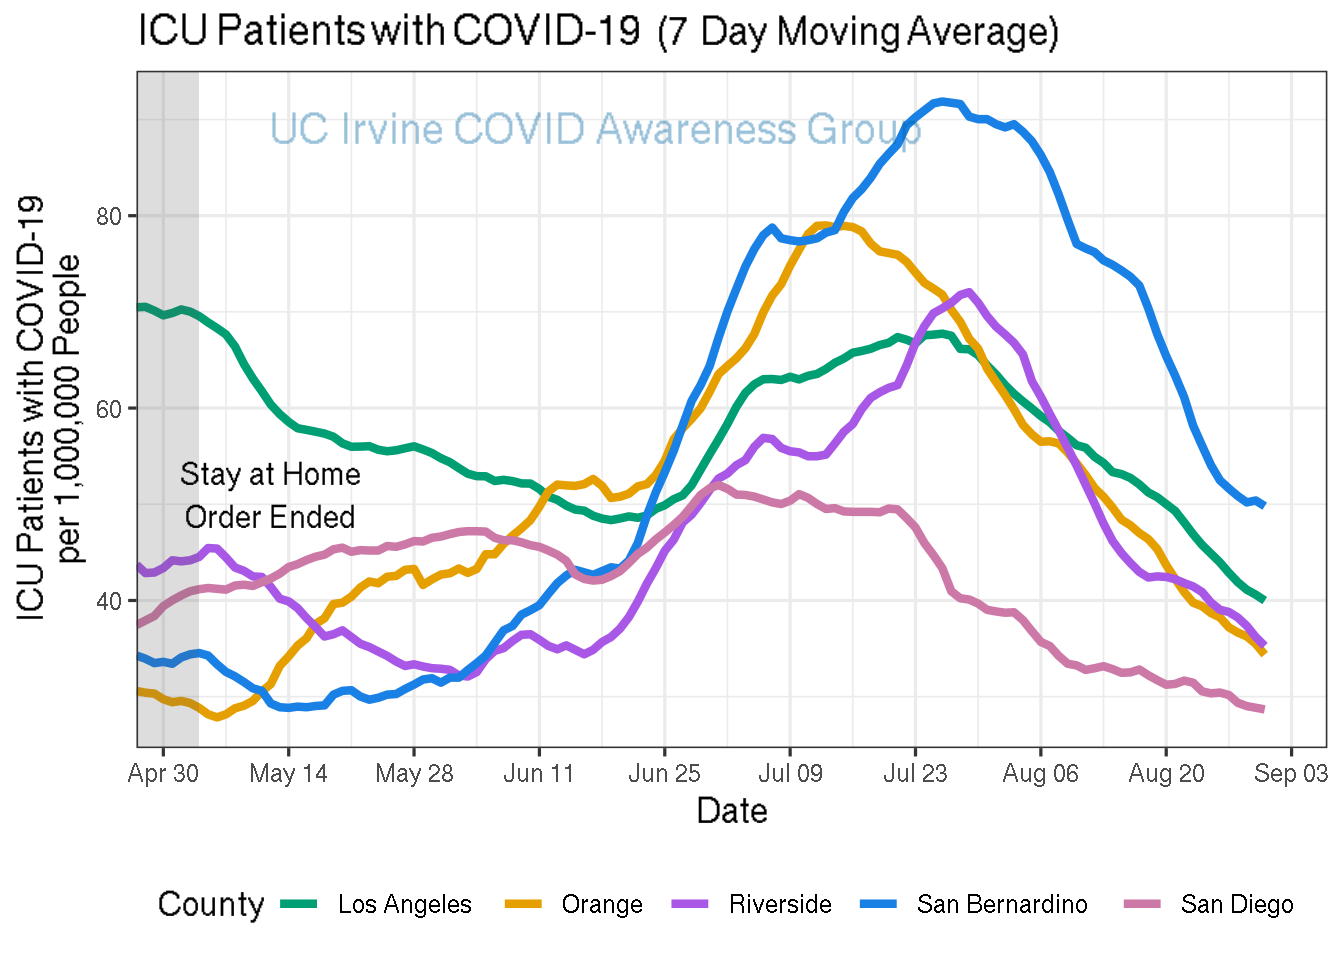 ICU Patients with COVID-19 (7 Day Moving Average)
UC Irvine COVID Awareness Group
ICU Patients with COVID-19
per 1,000,000 People
80
60
40
Stay at Home
Order Ended
Apr 30 May 14 May 28 Jun 11 Jun 25 Jul 09 Jul 23 Aug 06 Aug 20 Sep 03
Date
County Los Angeles Orange Riverside San Bernardino San Diego